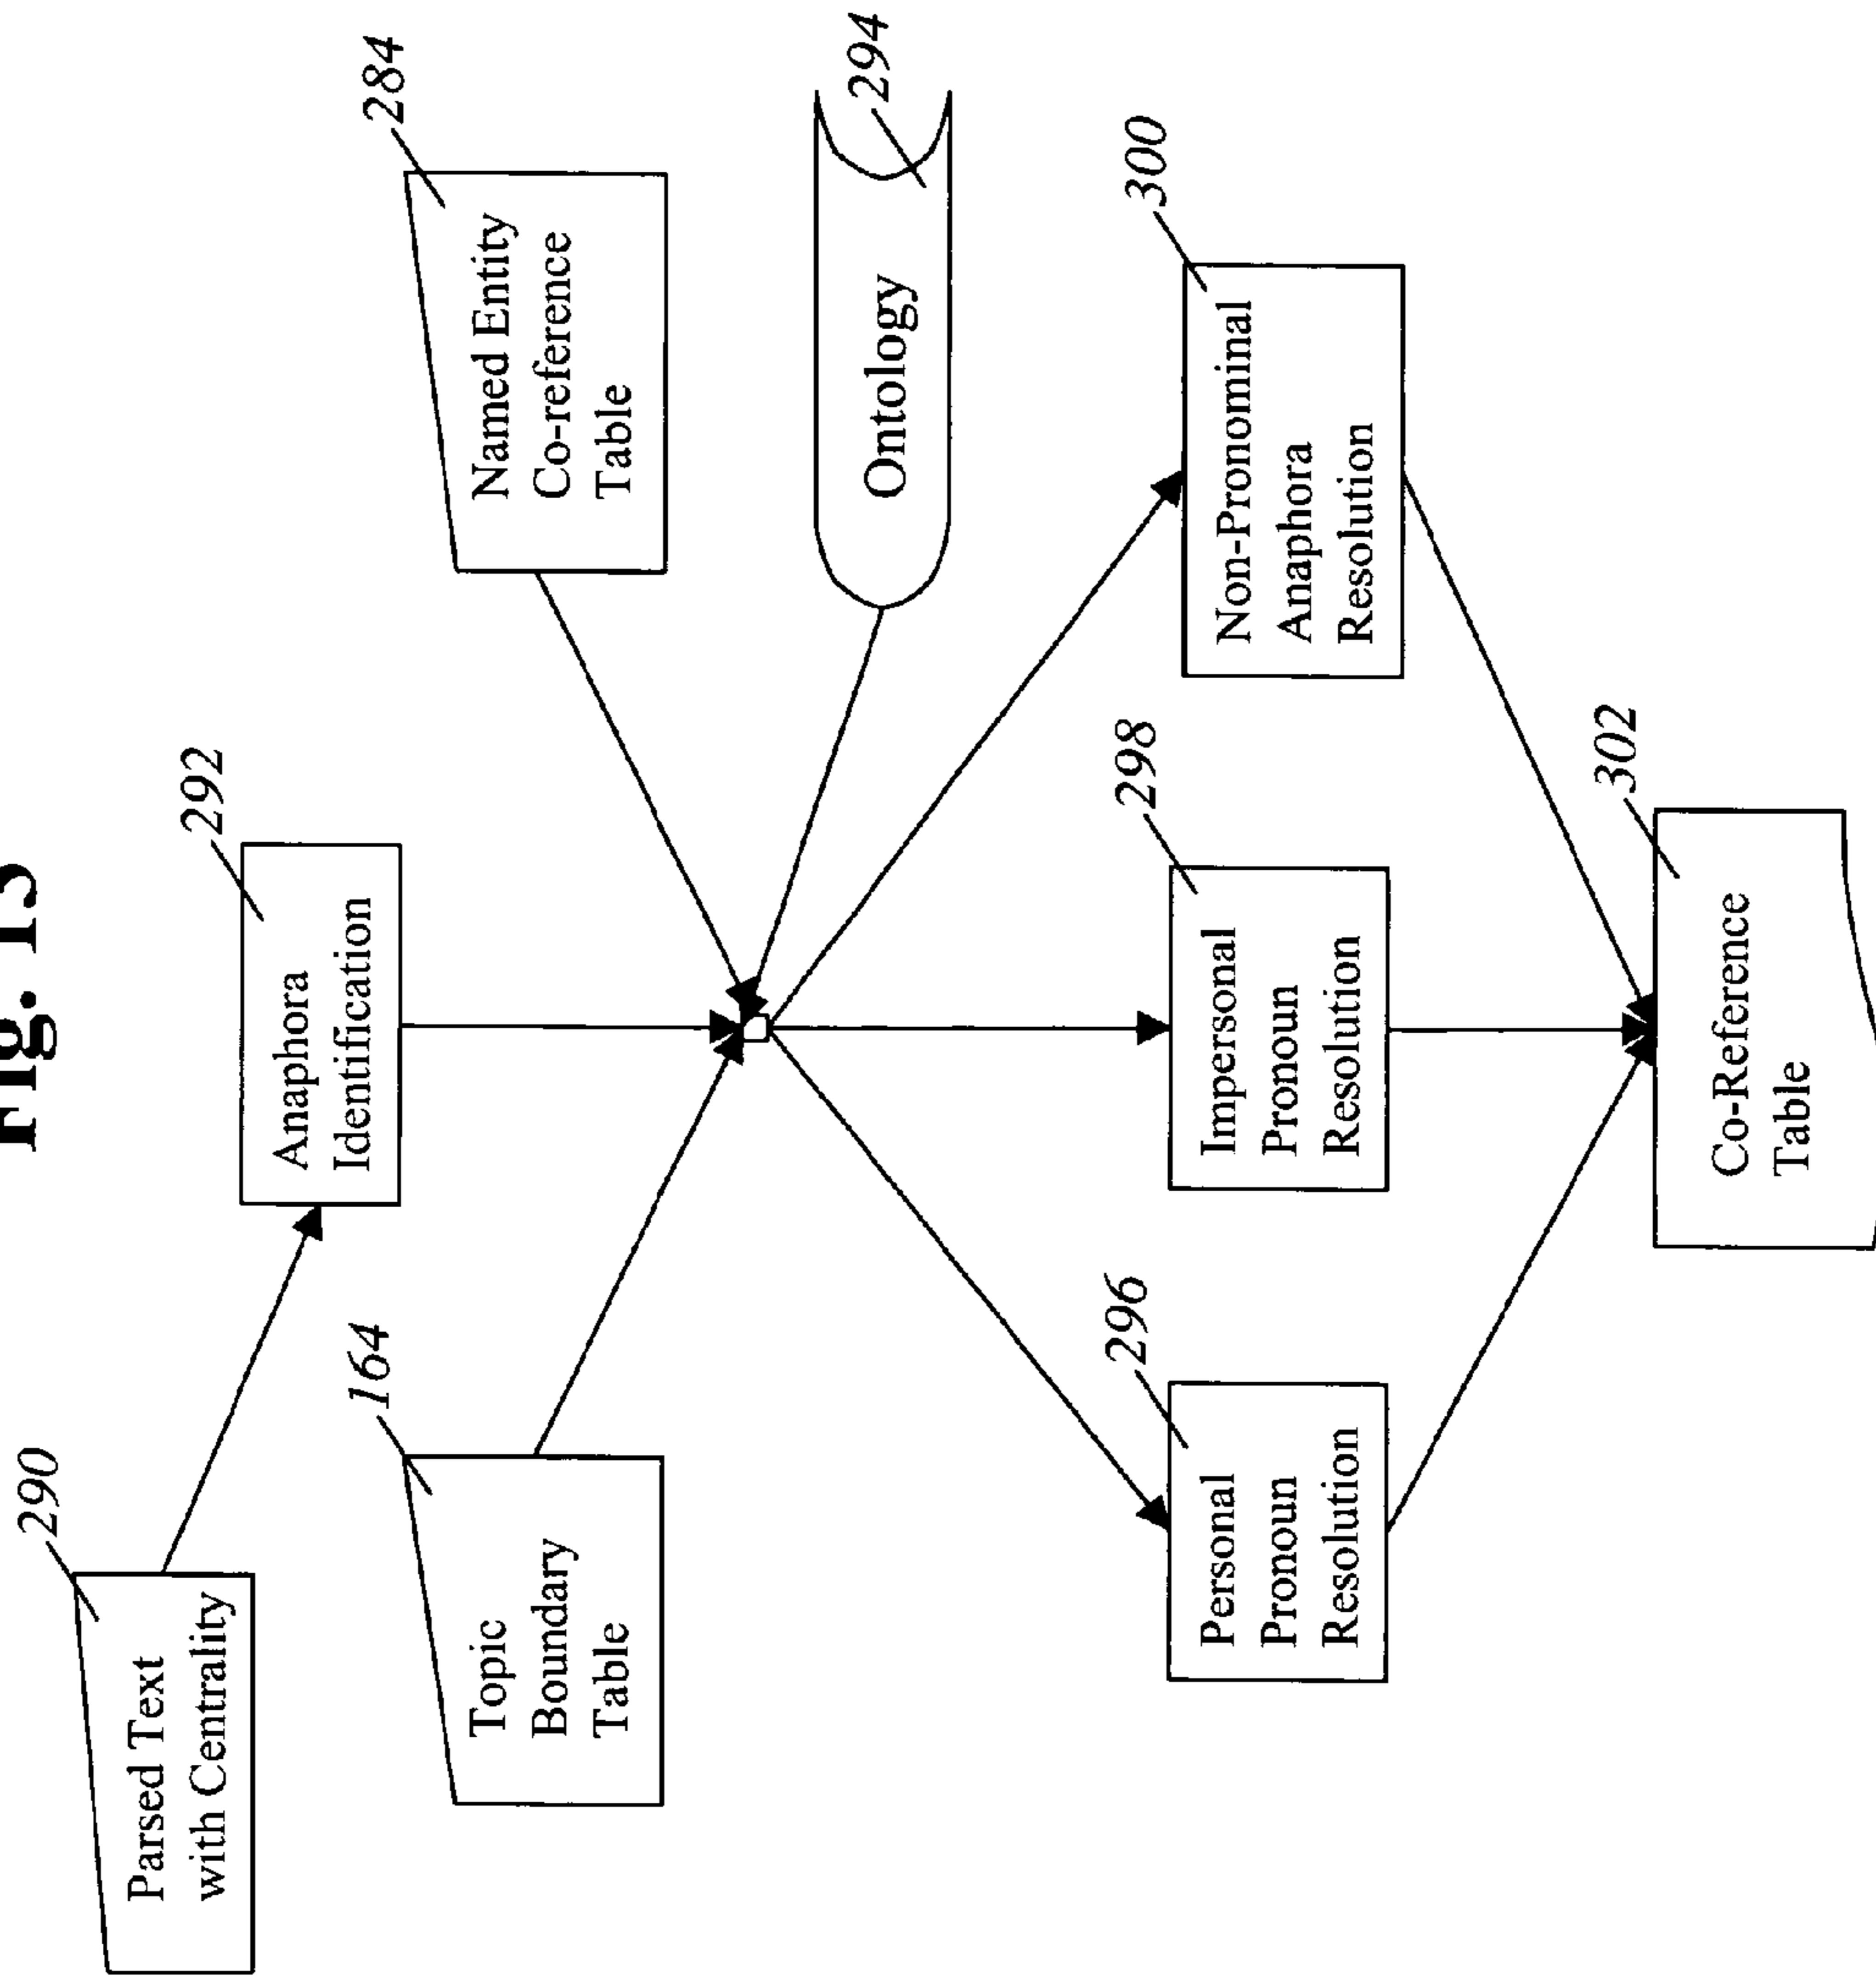 Fig.
290
Parsed Text
with Centrality
292
Anaphora
Identification
164
Topic
Boundary
Table
284
Named Entity
Co-reference
Table
294
Ontology
296
Personal
Pronoun
Resolution
298
Impersonal
Pronoun
Resolution
300
Non-Pronominal
Anaphora
Resolution
302
Co-Reference
Table